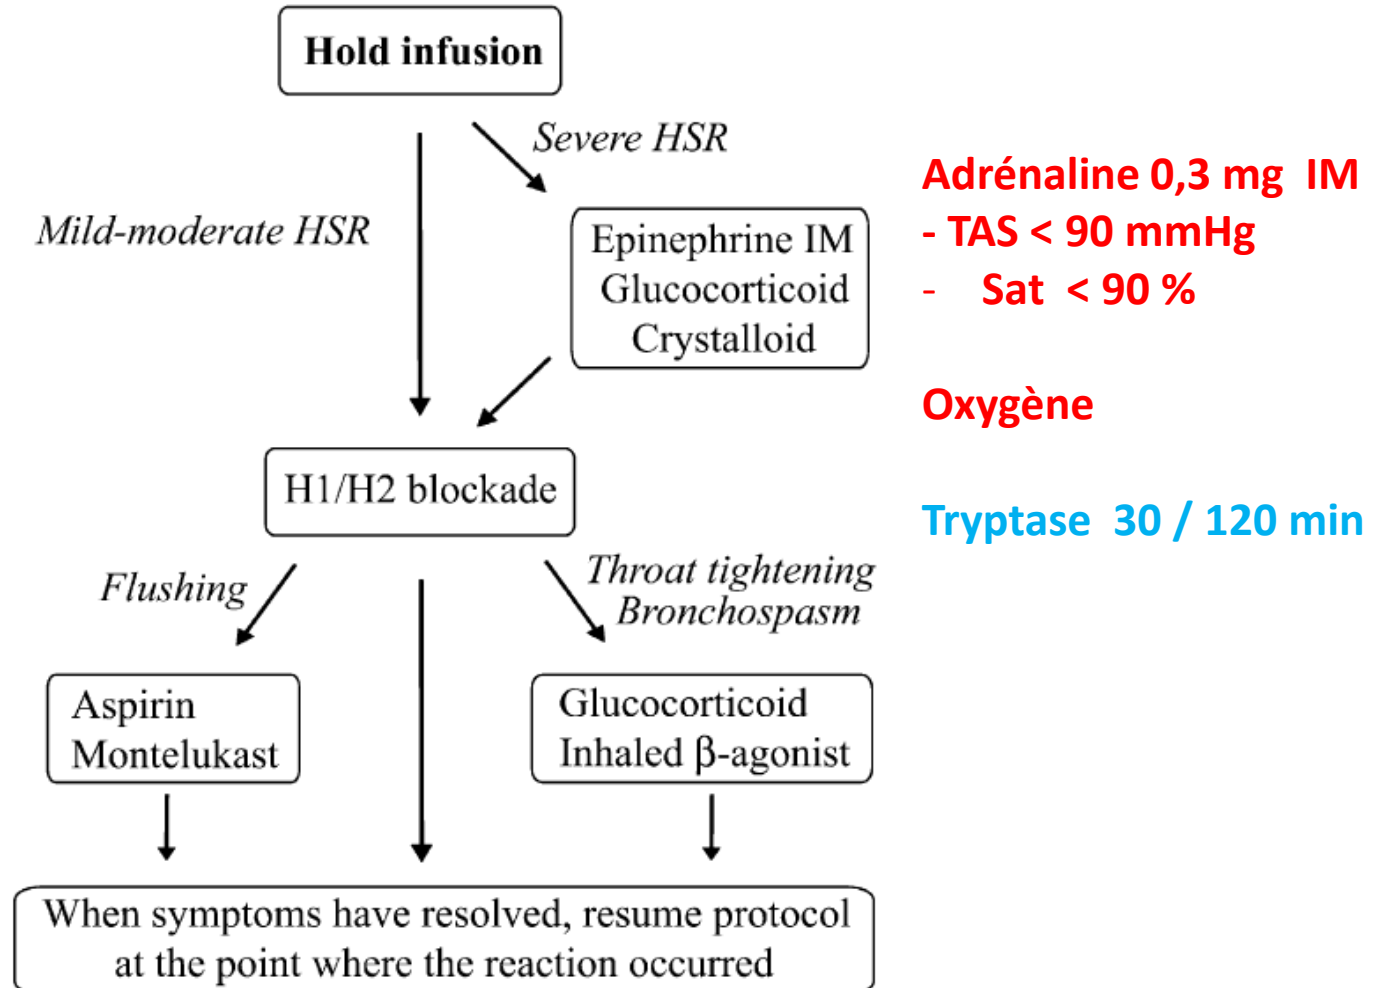 Hold infusion
Severe HSR
Mild-moderate HSR
Epinephrine IM
Glucocorticoid
Crystalloid
Adrénaline 0,3 mg IM
- TAS < 90 mmHg
- Sat < 90 %
Oxygène
Tryptase 30 / 120 min
H1/H2 blockade
Flushing
Throat tightening
Bronchospasm
Aspirin
Montelukast
Glucocorticoid
Inhaled β-agonist
When symptoms have resolved, resume protocol
at the point where the reaction occurred